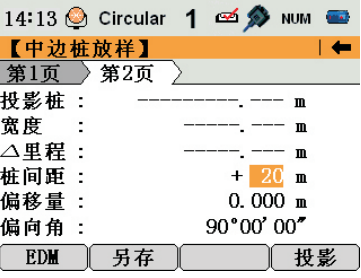 14:13 Circular 1 NUM
【中边桩放样】
第1页 第2页
投影桩 : ---------.--- m
宽度 : -----.--- m
△里程 : -----.--- m
桩间距 : + 20 m
偏移量 : 0.000 m
偏向角 : 90°00′00″
EDM 另存 投影